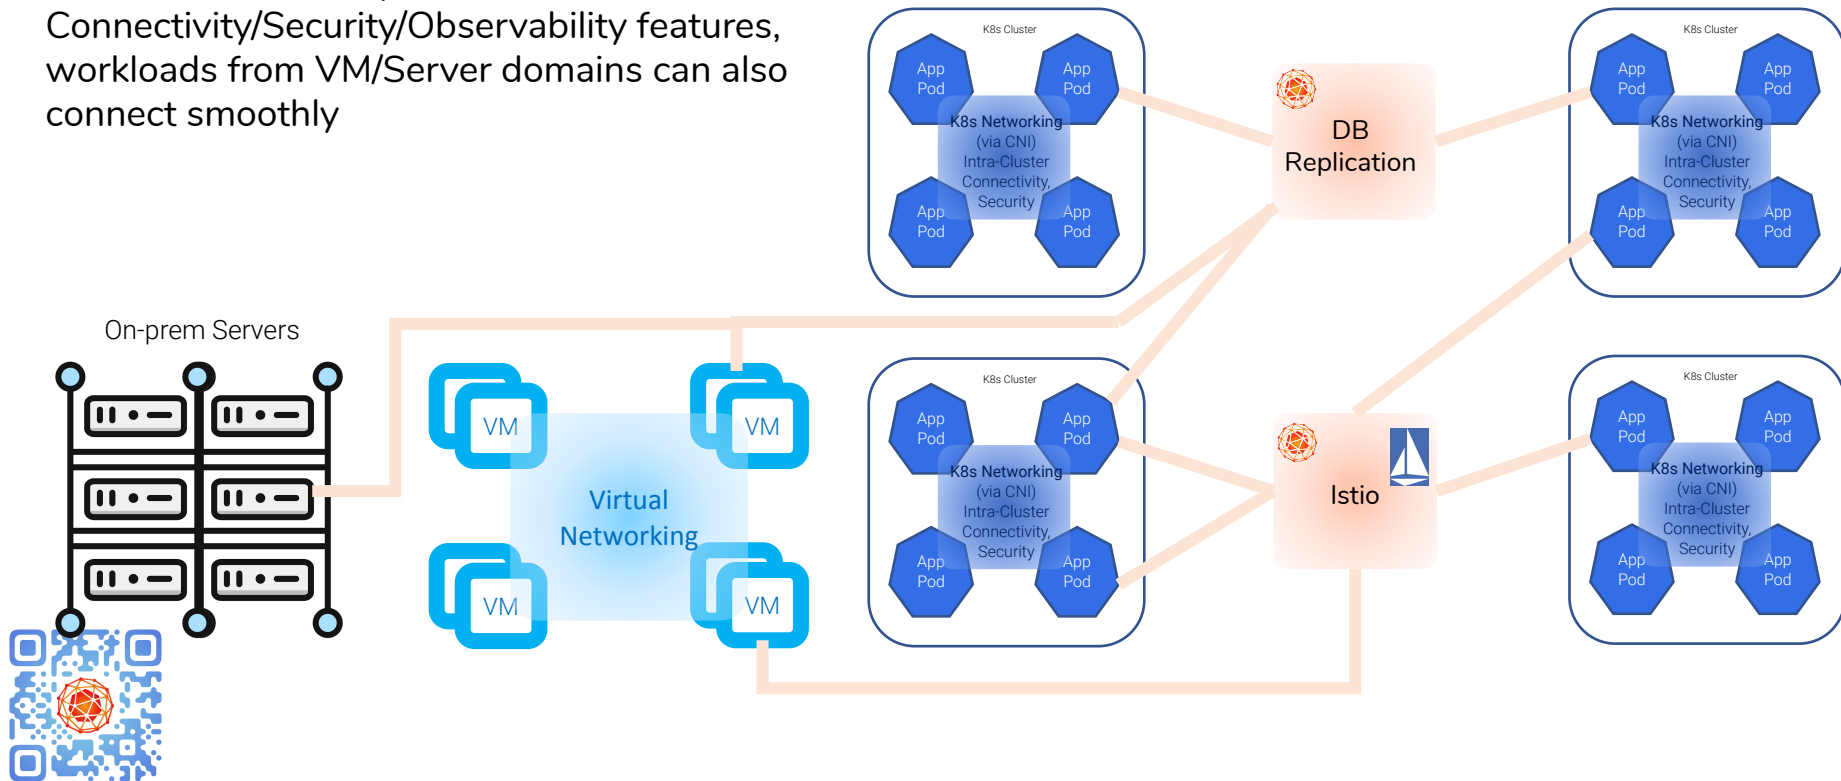 Connectivity/Security/Observability features,
workloads from VM/Server domains can also
connect smoothly
On-prem Servers
VM
VM
VM
VM
Virtual
Networking
K8s Cluster
App
Pod
App
Pod
K8s Networking
(via CNI)
Intra-Cluster
Connectivity,
Security
App
Pod
App
Pod
DB
Replication
K8s Cluster
App
Pod
App
Pod
K8s Networking
(via CNI)
Intra-Cluster
Connectivity,
Security
App
Pod
App
Pod
K8s Cluster
App
Pod
App
Pod
K8s Networking
(via CNI)
Intra-Cluster
Connectivity,
Security
App
Pod
App
Pod
Istio
K8s Cluster
App
Pod
App
Pod
K8s Networking
(via CNI)
Intra-Cluster
Connectivity,
Security
App
Pod
App
Pod